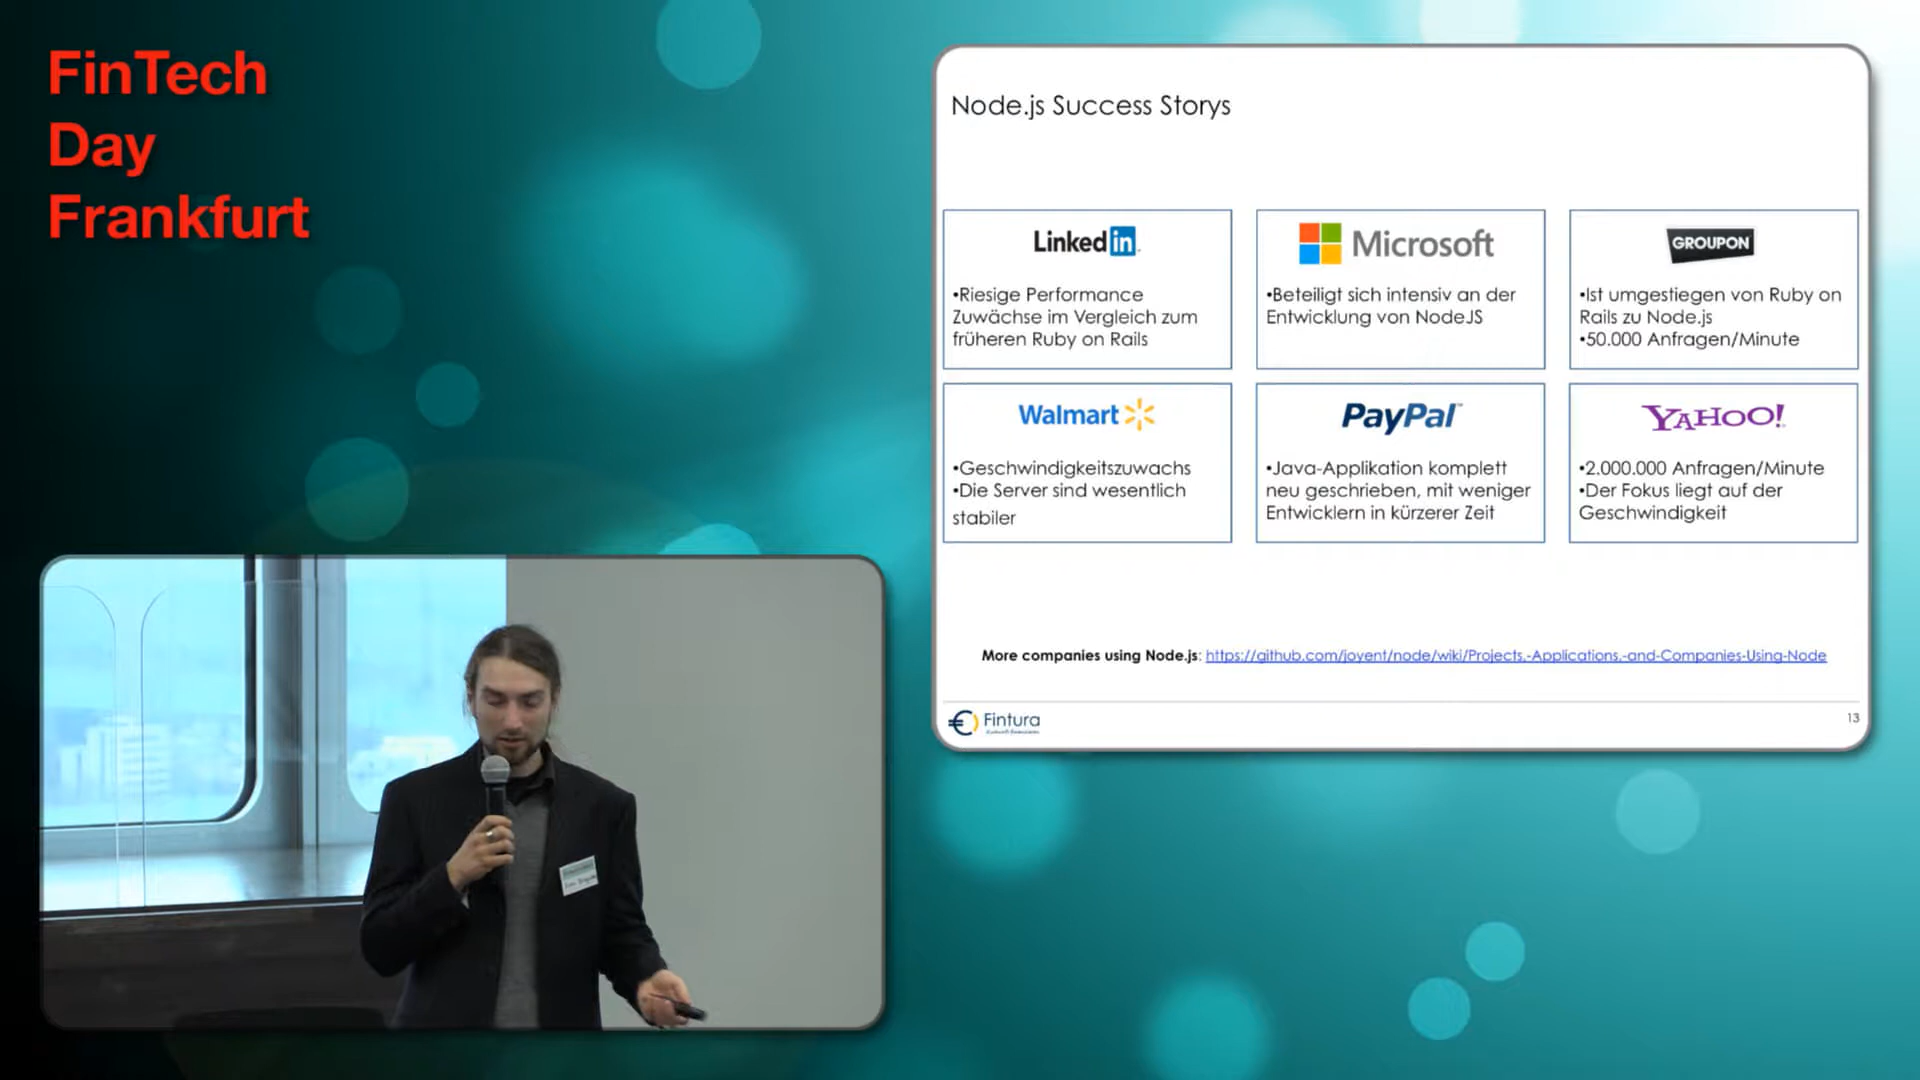 FinTech
Day
Frankfurt
Node.js Success Storys
Linked in
•Riesige Performance
Zuwächse im Vergleich zum
früheren Ruby on Rails
Microsoft
•Beteiligt sich intensiv an der
Entwicklung von NodeJS
GROUPON
•Ist umgestiegen von Ruby on
Rails zu Node.js
•50.000 Anfragen/Minute
Walmart
•Geschwindigkeitszuwachs
•Die Server sind wesentlich
stabiler
PayPal™
•Java-Applikation komplett
neu geschrieben, mit weniger
Entwicklern in kürzerer Zeit
YAHOO!
•2.000.000 Anfragen/Minute
•Der Fokus liegt auf der
Geschwindigkeit
More companies using Node.js: https://github.com/joyent/node/wiki/Projects,-Applications,-and-Companies-Using-Node
Fintura
13